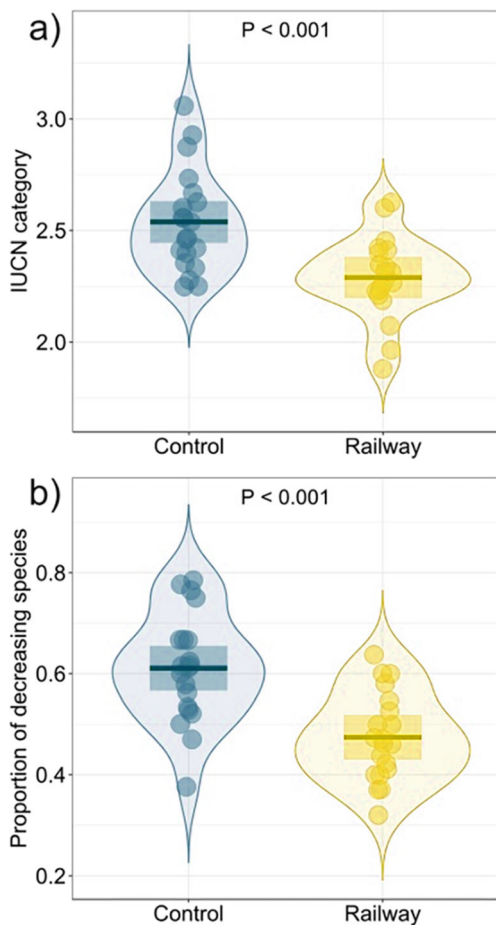 a)
P < 0.001
IUCN category
3.0
2.5
2.0
Control Railway
b)
P < 0.001
Proportion of decreasing species
0.8
0.6
0.4
0.2
Control Railway